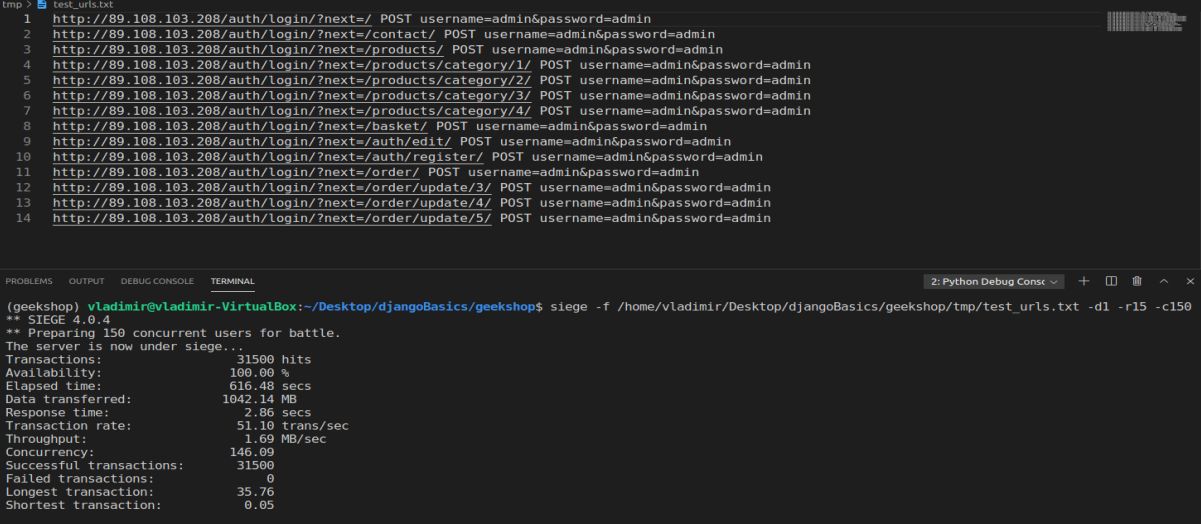 tmp > test_urls.txt
1 http://89.108.103.208/auth/login/?next=/ POST username=admin&password=admin
2 http://89.108.103.208/auth/login/?next=/contact/ POST username=admin&password=admin
3 http://89.108.103.208/auth/login/?next=/products/ POST username=admin&password=admin
4 http://89.108.103.208/auth/login/?next=/products/category/1/ POST username=admin&password=admin
5 http://89.108.103.208/auth/login/?next=/products/category/2/ POST username=admin&password=admin
6 http://89.108.103.208/auth/login/?next=/products/category/3/ POST username=admin&password=admin
7 http://89.108.103.208/auth/login/?next=/products/category/4/ POST username=admin&password=admin
8 http://89.108.103.208/auth/login/?next=/basket/ POST username=admin&password=admin
9 http://89.108.103.208/auth/login/?next=/auth/edit/ POST username=admin&password=admin
10 http://89.108.103.208/auth/login/?next=/auth/register/ POST username=admin&password=admin
11 http://89.108.103.208/auth/login/?next=/order/ POST username=admin&password=admin
12 http://89.108.103.208/auth/login/?next=/order/update/3/ POST username=admin&password=admin
13 http://89.108.103.208/auth/login/?next=/order/update/4/ POST username=admin&password=admin
14 http://89.108.103.208/auth/login/?next=/order/update/5/ POST username=admin&password=admin
PROBLEMS OUTPUT DEBUG CONSOLE TERMINAL 2: Python Debug Consc
(geekshop) vladimir@vladimir-VirtualBox:~/Desktop/djangoBasics/geekshop$ siege -f /home/vladimir/Desktop/djangoBasics/geekshop/tmp/test_urls.txt -d1 -r15 -c150
** SIEGE 4.0.4
** Preparing 150 concurrent users for battle.
The server is now under siege...
Transactions: 31500 hits
Availability: 100.00 %
Elapsed time: 616.48 secs
Data transferred: 1042.14 MB
Response time: 2.86 secs
Transaction rate: 51.10 trans/sec
Throughput: 1.69 MB/sec
Concurrency: 146.09
Successful transactions: 31500
Failed transactions: 0
Longest transaction: 35.76
Shortest transaction: 0.05